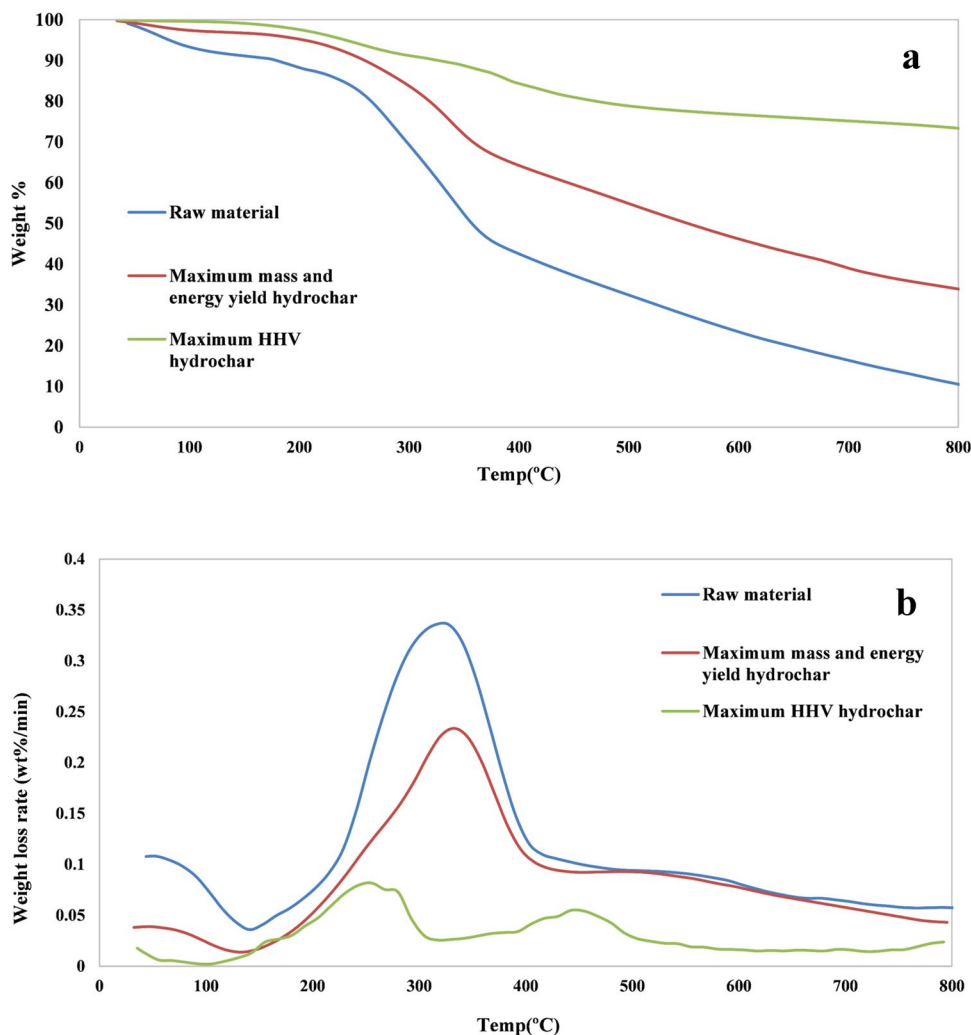 a
Weight %
100
90
80
70
60
50
40
30
20
10
0
Raw material
Maximum mass and
energy yield hydrochar
Maximum HHV
hydrochar
0
100
200
300
400
500
600
700
800
Temp(ºC)
b
Weight loss rate (wt%/min)
0.4
0.35
0.3
0.25
0.2
0.15
0.1
0.05
0
Raw material
Maximum mass and energy
yield hydrochar
Maximum HHV hydrochar
0
100
200
300
400
500
600
700
800
Temp(ºC)